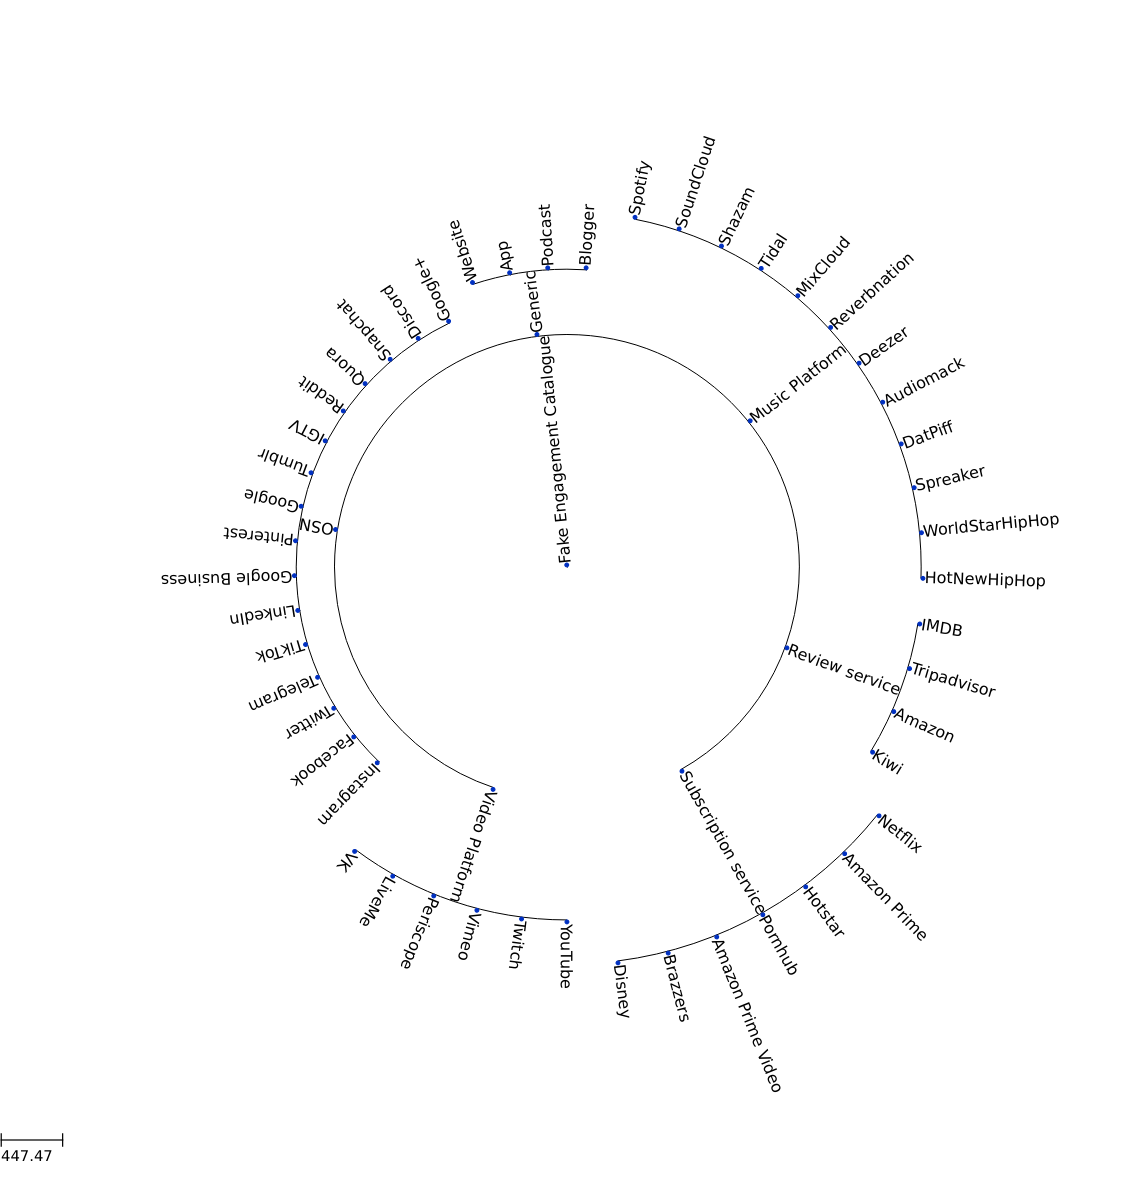 Fake Engagement Catalogue
Generic
Website
App
Podcast
Blogger
Music Platform
Spotify
SoundCloud
Shazam
Tidal
MixCloud
Reverbnation
Deezer
Audiomack
DatPiff
Spreaker
WorldStarHipHop
HotNewHipHop
Review service
IMDB
Tripadvisor
Amazon
Kiwi
Subscription service
Netflix
Amazon Prime
Hotstar
Pornhub
Amazon Prime Video
Brazzers
Disney
Video Platform
YouTube
Twitch
Vimeo
Periscope
LiveMe
VK
OSN
Instagram
Facebook
Twitter
Telegram
TikTok
LinkedIn
Google Business
Pinterest
Google
Tumblr
IGTV
Reddit
Quora
Snapchat
Discord
Google+
447.47